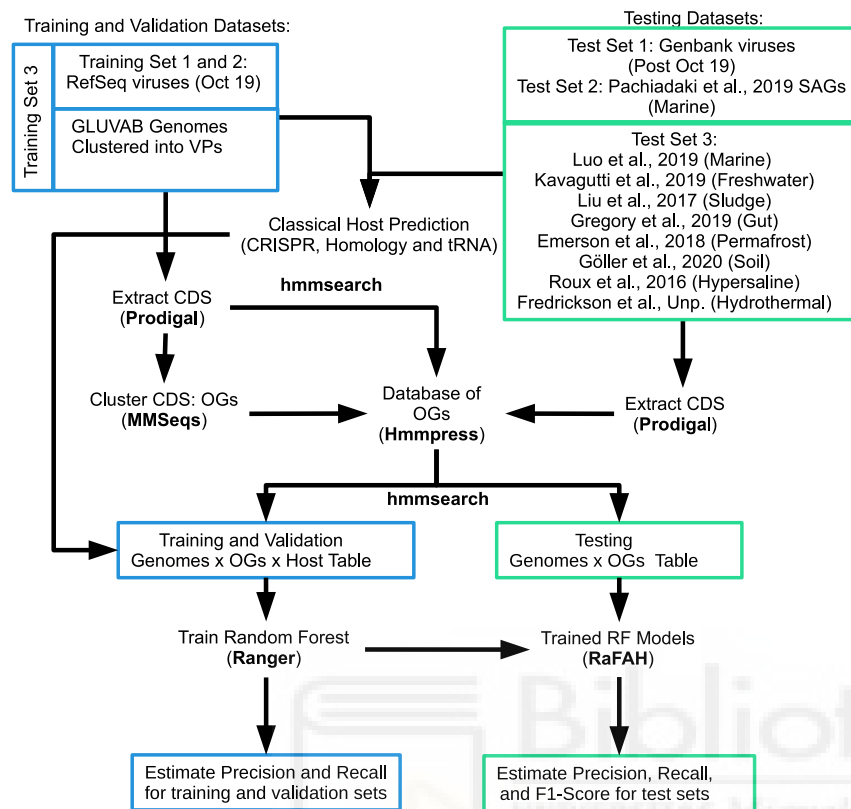 Training and Validation Datasets:
Testing Datasets:
Training Set 3
Training Set 1 and 2:
RefSeq viruses (Oct 19)
GLUVAB Genomes
Clustered into VPs
Test Set 1: Genbank viruses
(Post Oct 19)
Test Set 2: Pachiadaki et al., 2019 SAGs
(Marine)
Test Set 3:
Luo et al., 2019 (Marine)
Kavagutti et al., 2019 (Freshwater)
Liu et al., 2017 (Sludge)
Gregory et al., 2019 (Gut)
Emerson et al., 2018 (Permafrost)
Göller et al., 2020 (Soil)
Roux et al., 2016 (Hypersaline)
Fredrickson et al., Unp. (Hydrothermal)
Classical Host Prediction
(CRISPR, Homology and tRNA)
Extract CDS
(Prodigal)
hmmsearch
Cluster CDS: OGs
(MMSeqs)
Database of
OGs
(Hmmpress)
Extract CDS
(Prodigal)
hmmsearch
Training and Validation
Genomes x OGs x Host Table
Testing
Genomes x OGs Table
Train Random Forest
(Ranger)
Trained RF Models
(RaFAH)
Estimate Precision and Recall
for training and validation sets
Estimate Precision, Recall,
and F1-Score for test sets